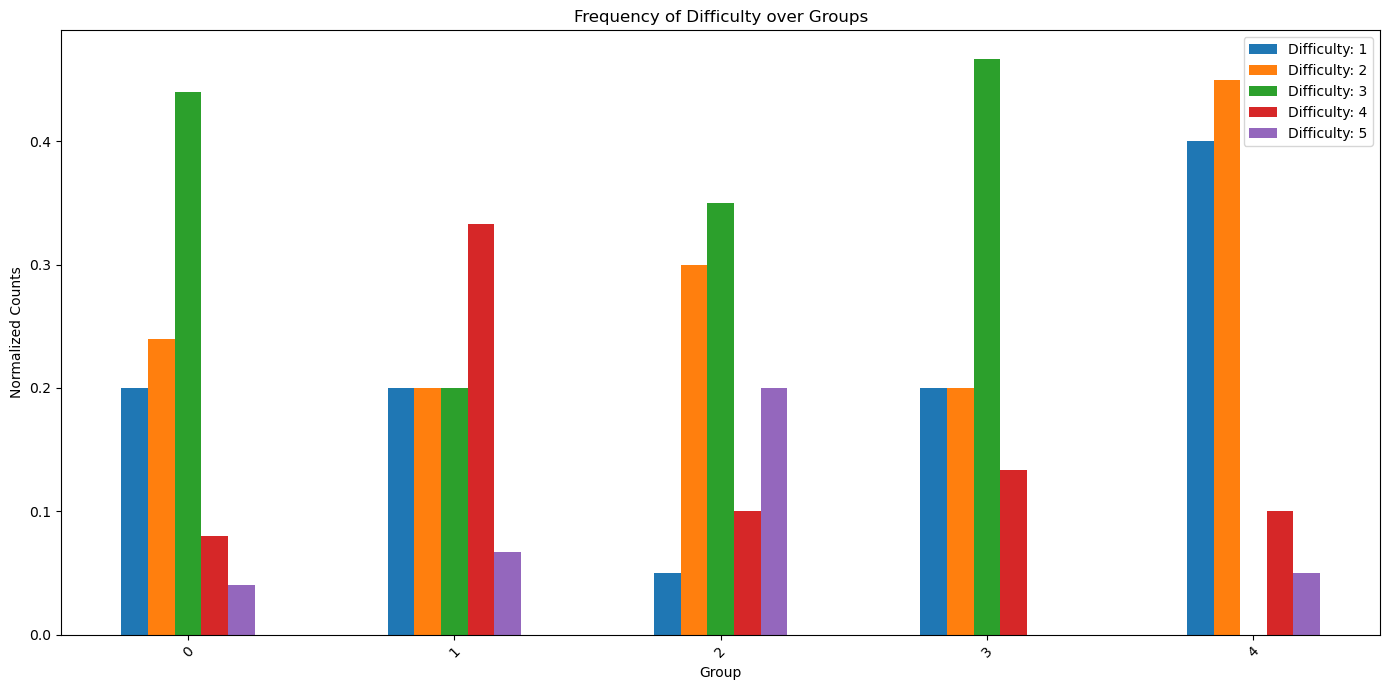 Frequency of Difficulty over Groups
Difficulty: 1
Difficulty: 2
Difficulty: 3
Difficulty: 4
Difficulty: 5
Normalized Counts
0.4
0.3
0.2
0.1
0.0
0
1
2
3
4
Group